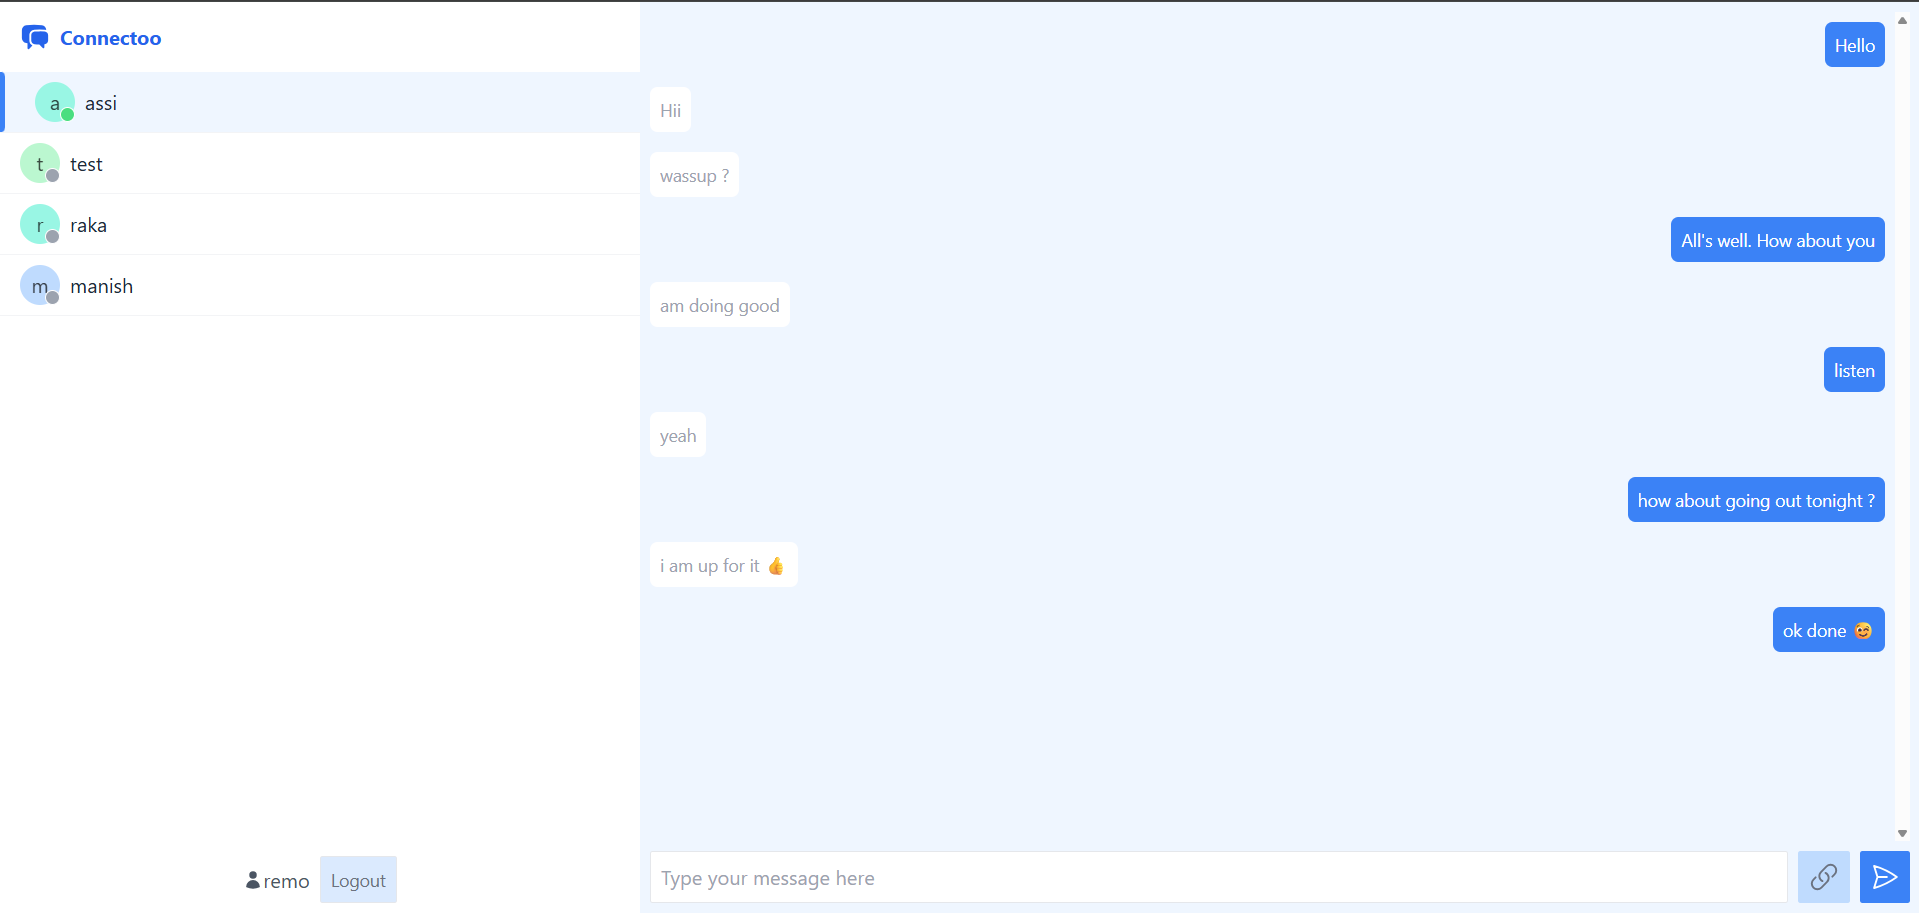 Connectoo
a assi
t test
r raka
m manish
remo Logout
Hello
Hii
wassup ?
All's well. How about you
am doing good
listen
yeah
how about going out tonight ?
i am up for it 👍
ok done 😉
Type your message here